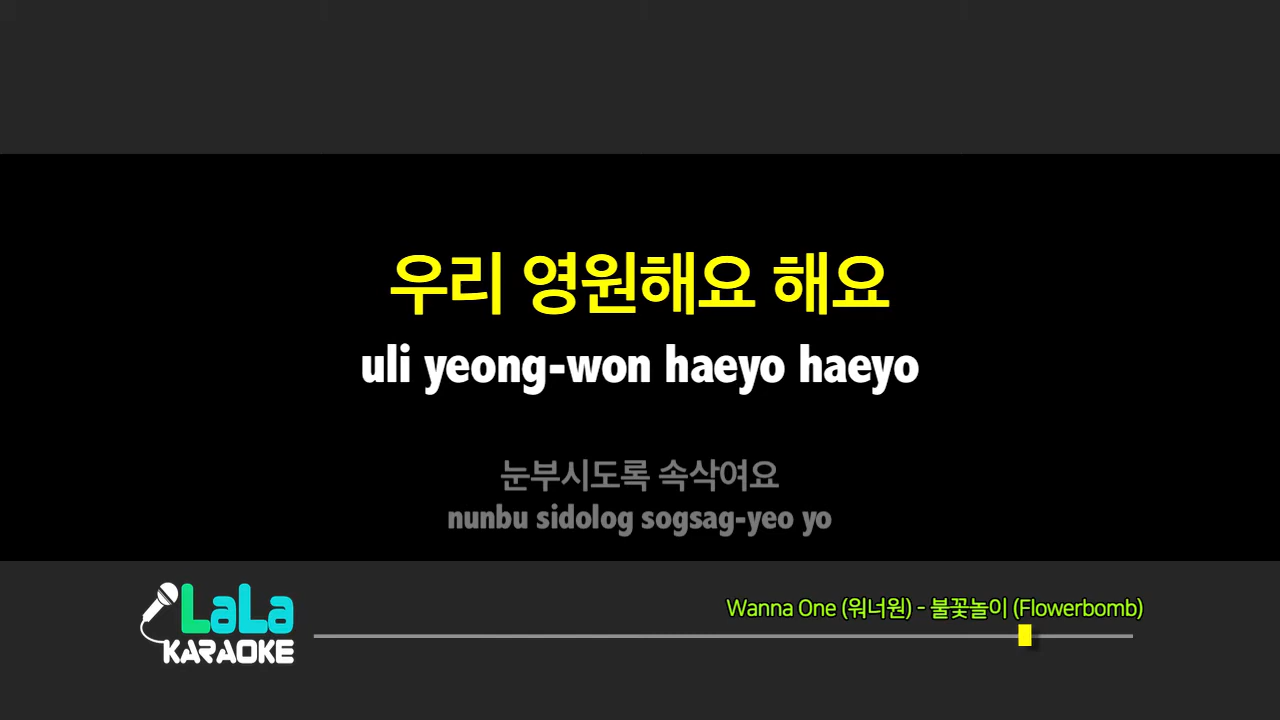 우리 영원해요 해요
uli yeong-won haeyo haeyo
눈부시도록 속삭여요
nunbu sidolog sogsag-yeo yo
Wanna One (워너원) - 불꽃놀이 (Flowerbomb)
LaLa
KARAOKE